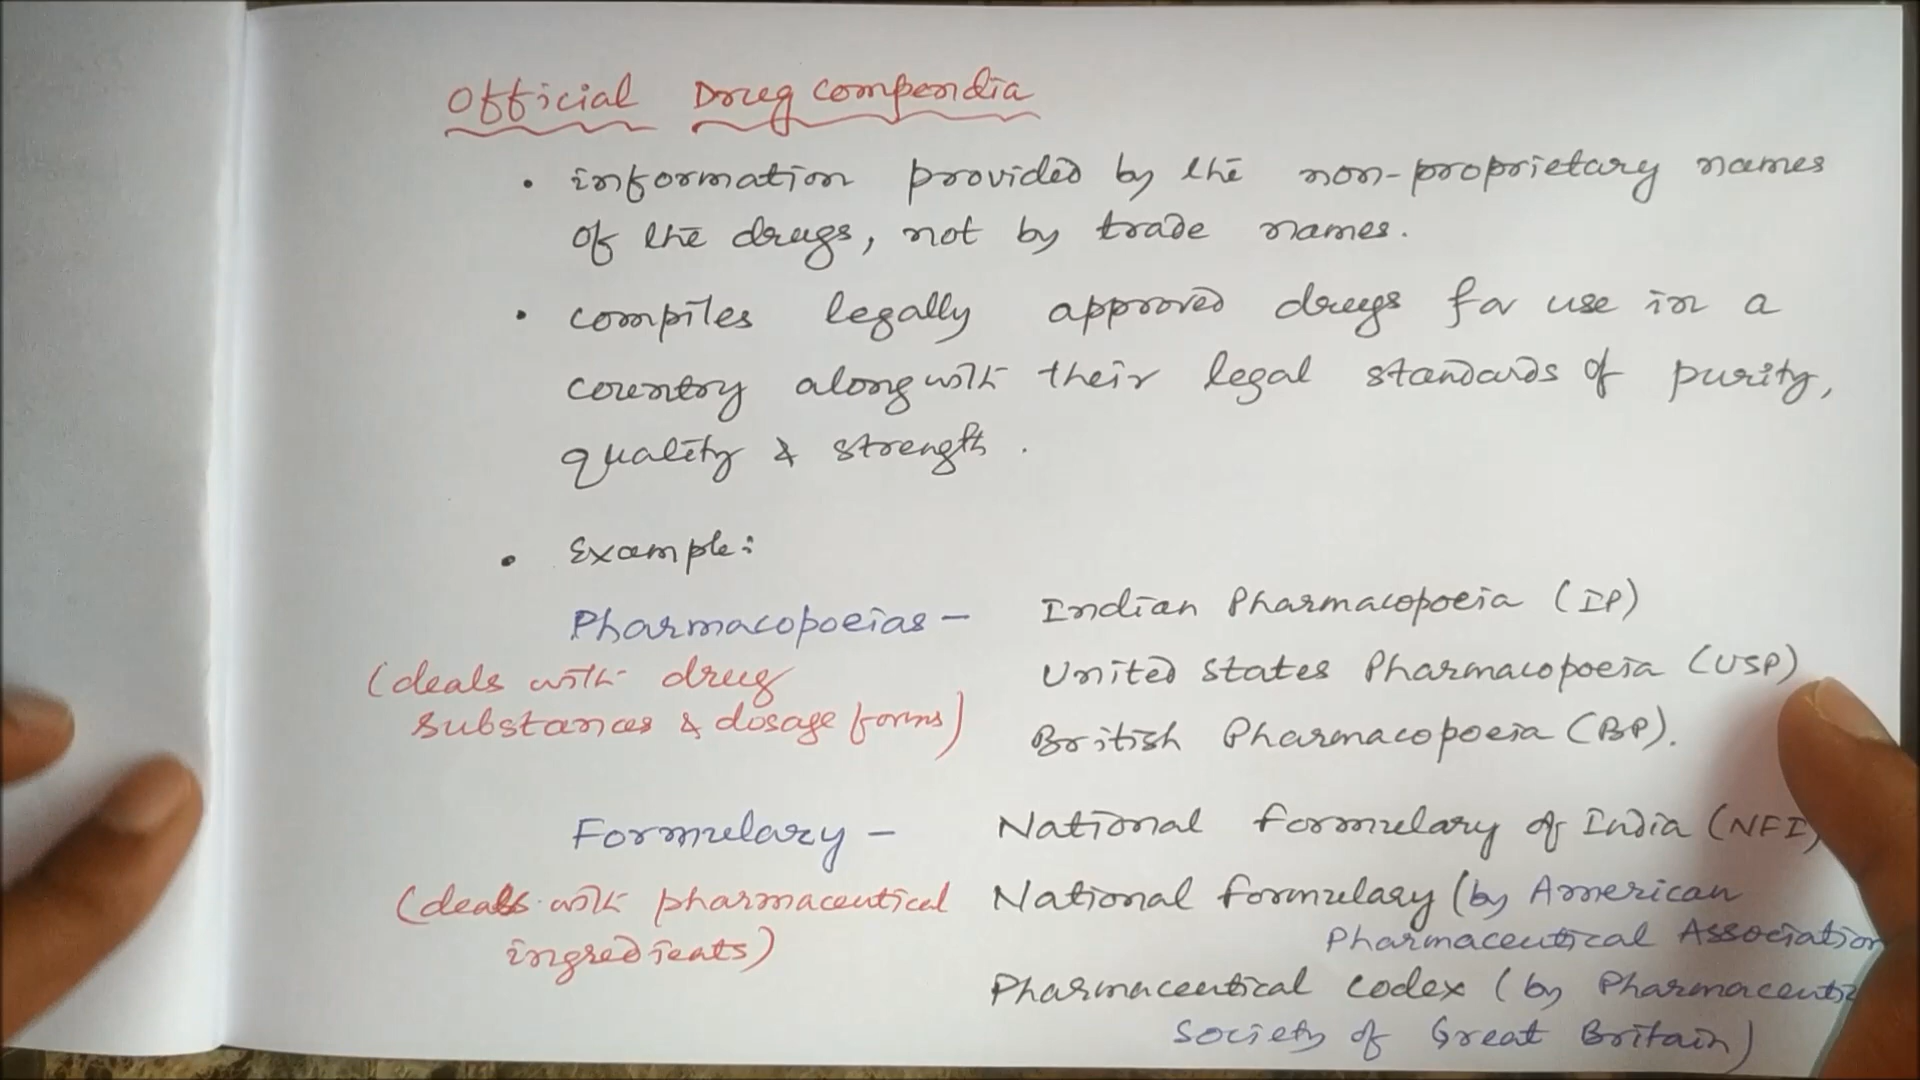 Official Drug Compendia
• information provided by the non-proprietary names
of the drugs, not by trade names.
• compiles legally approved drugs for use in a
country along with their legal standards of purity,
quality & strength.
• Example:
Pharmacopoeias - Indian Pharmacopoeia (IP)
(deals with drug United States Pharmacopoeia (USP)
substances & dosage forms) British Pharmacopoeia (BP).
Formulary - National Formulary of India (NFI)
(deals with pharmaceutical National formulary (by American
ingredients) Pharmaceutical Association
Pharmaceutical Codex (by Pharmaceuti
Society of Great Britain)